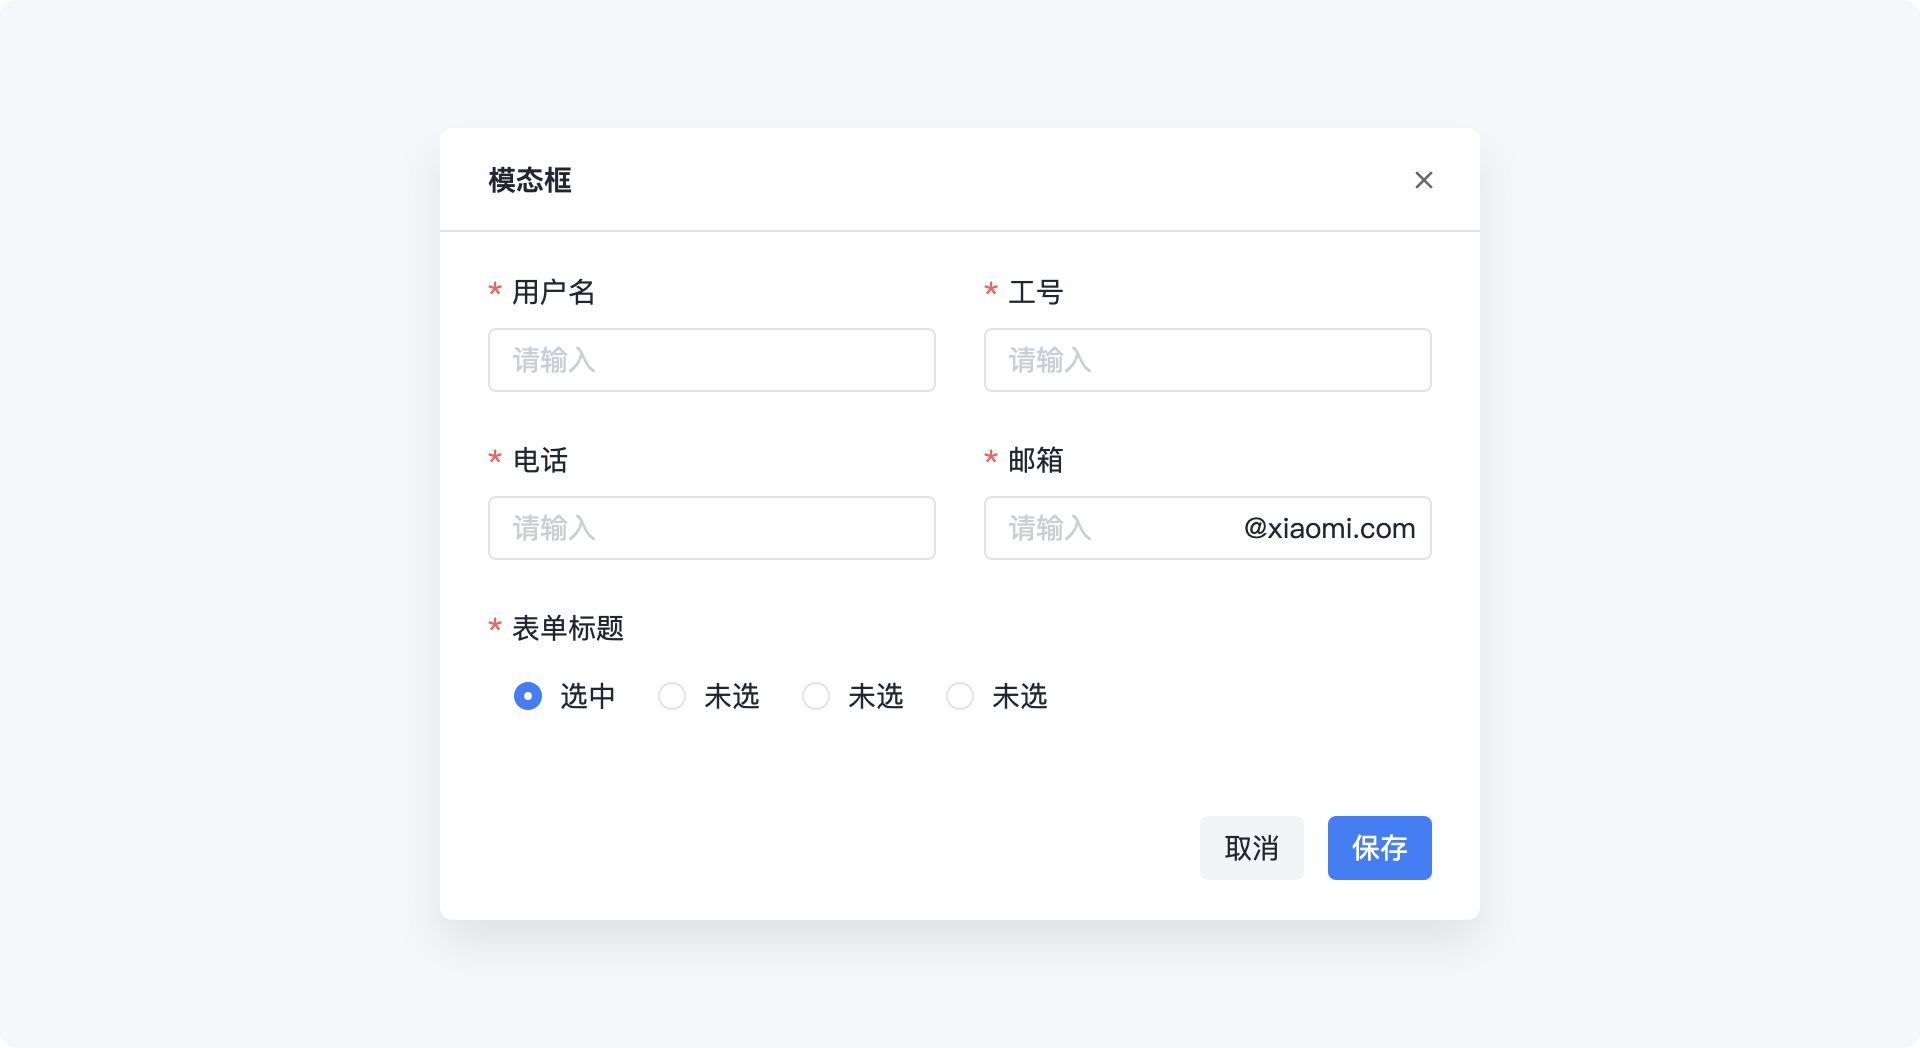 模态框
* 用户名
* 工号
请输入
请输入
* 电话
* 邮箱
请输入
请输入 @xiaomi.com
* 表单标题
选中 未选 未选 未选
取消 保存